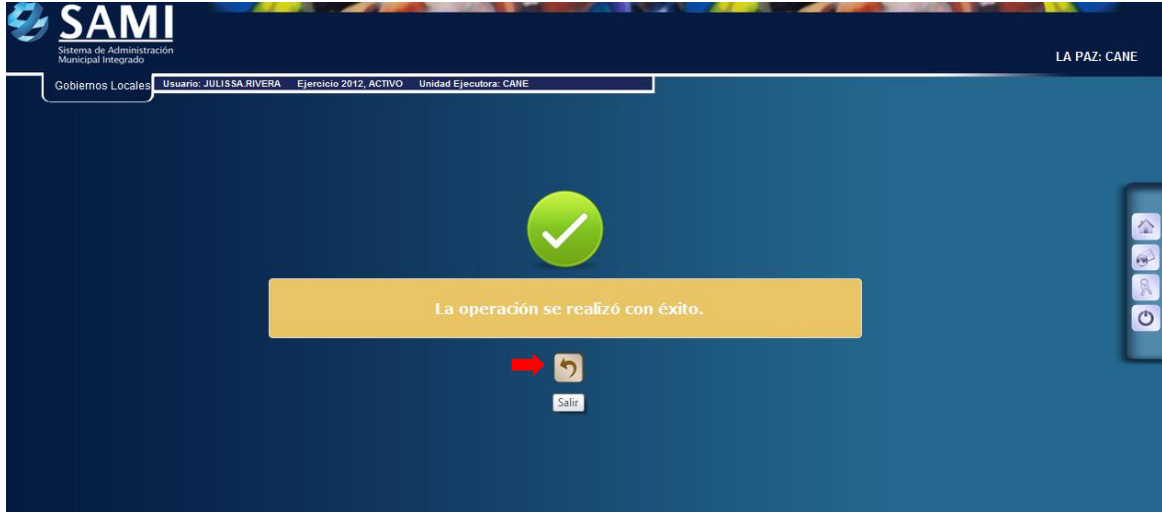 SAMI
Sistema de Administración
Municipal Integrado
LA PAZ: CANE
Gobiernos Locales
Usuario: JULISSA.RIVERA Ejercicio 2012, ACTIVO Unidad Ejecutora: CANE
La operación se realizó con éxito.
Salir